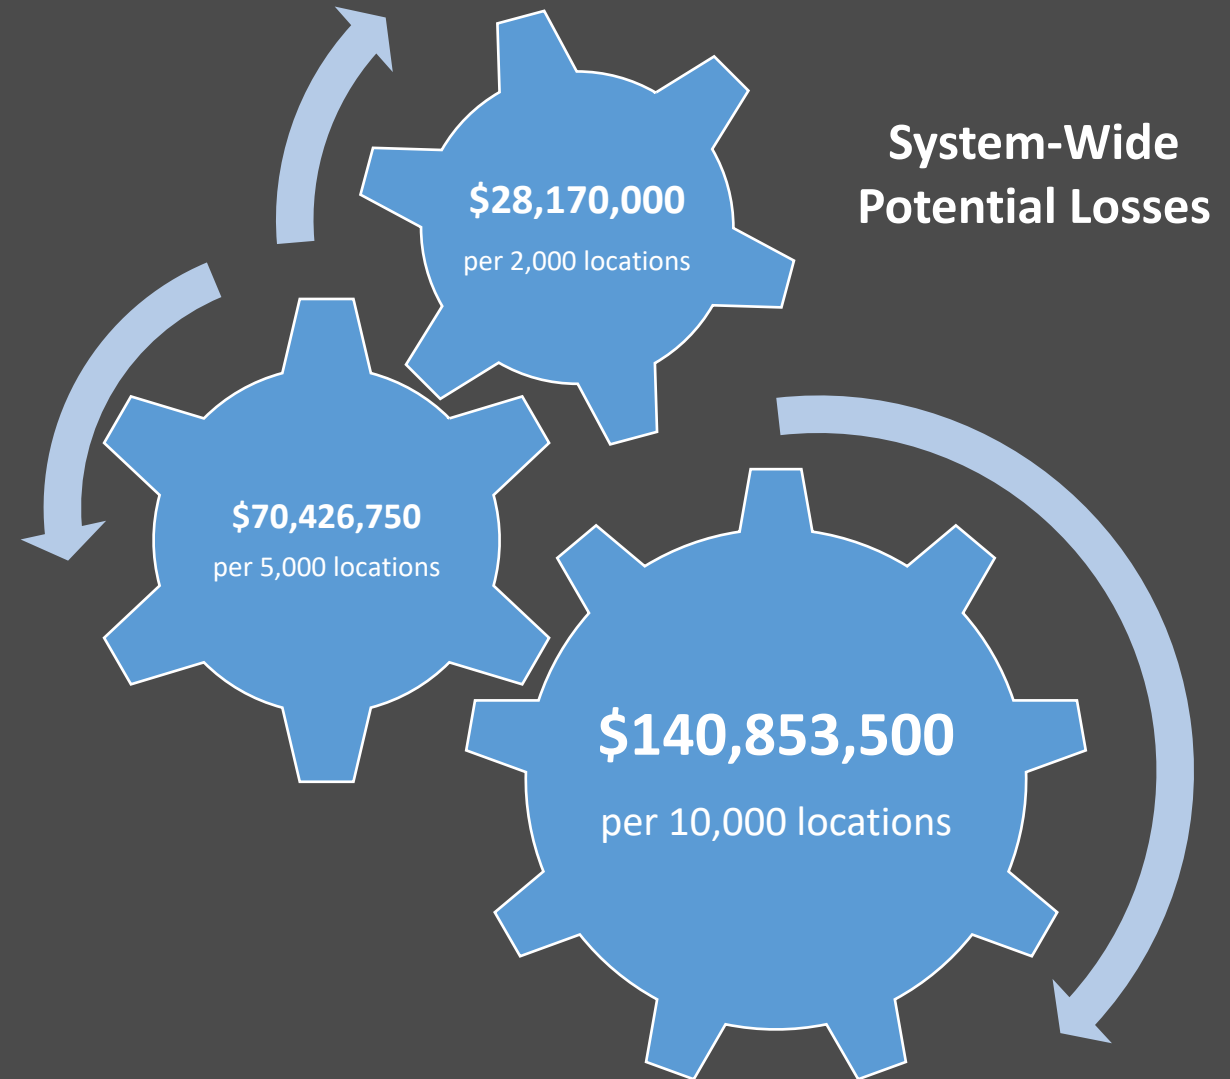 System-Wide
Potential Losses
$28,170,000
per 2,000 locations
$70,426,750
per 5,000 locations
$140,853,500
per 10,000 locations